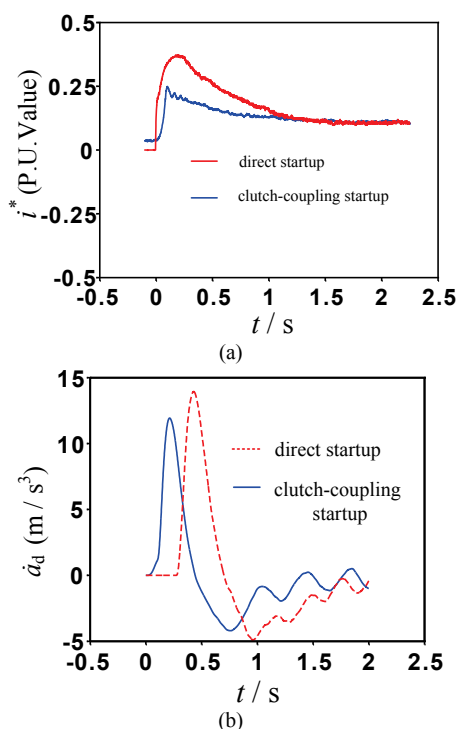 0.5
0.25
0
-0.25
-0.5
i* (P.U.Value)
direct startup
clutch-coupling startup
-0.5 0 0.5 1 1.5 2 2.5
t / s
(a)
15
10
5
0
-5
ȧd (m / s³)
direct startup
clutch-coupling
startup
-0.5 0 0.5 1 1.5 2 2.5
t / s
(b)